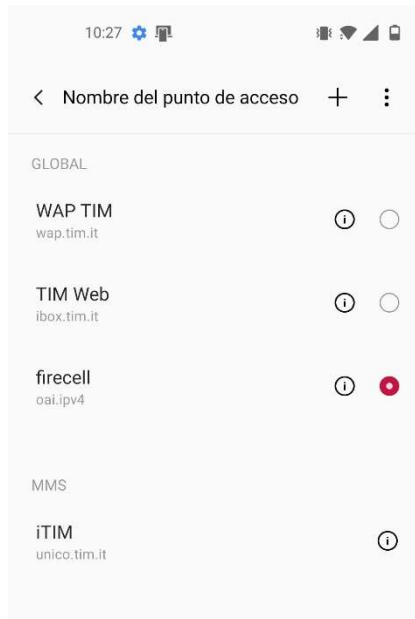 10:27
Nombre del punto de acceso
GLOBAL
WAP TIM
wap.tim.it
TIM Web
ibox.tim.it
firecell
oai.ipv4
MMS
iTIM
unico.tim.it